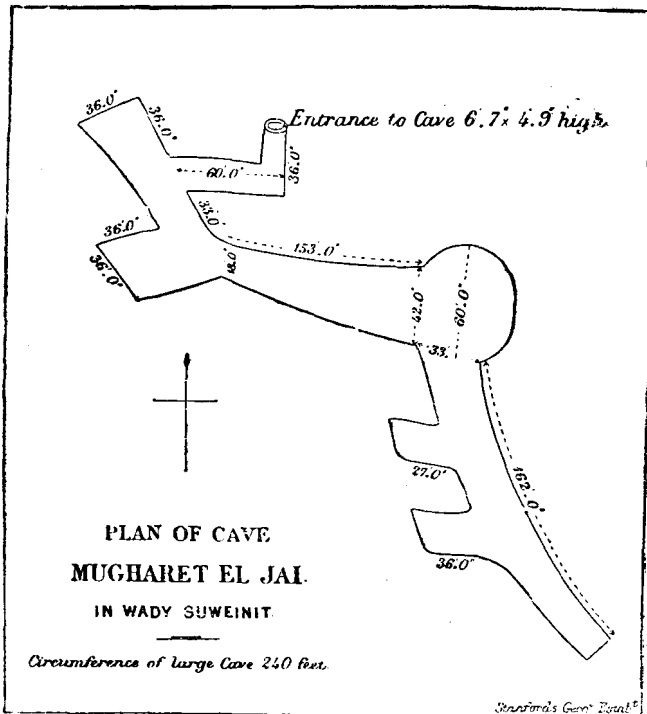 36.0"
36.0"
Entrance to Cave 6.7" x 4.9" high.
60.0"
36.0"
33.0
36.0"
153.0"
36.0"
18.0"
42.0"
60.0"
33.
27.0"
162.0"
36.0"
PLAN OF CAVE
MUGHARET EL JAI.
IN WADY SUWEINIT.
Circumference of large Cave 240 feet.
Stanford's Geog.l Estab.t